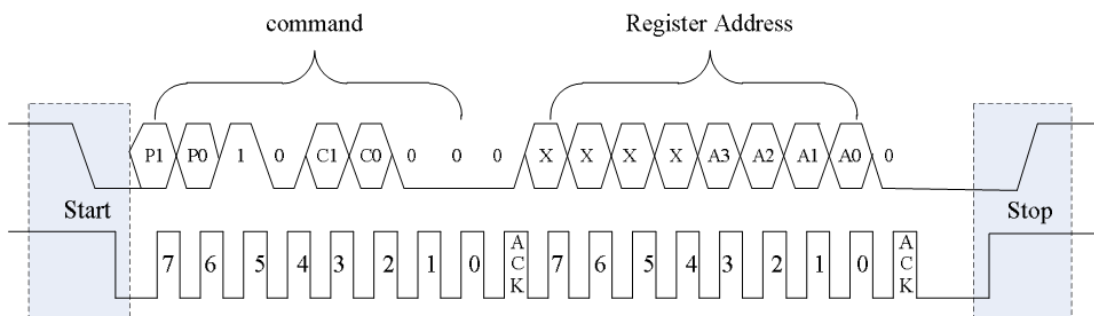 command Register Address
P1 P0 1 0 C1 C0 0 0 0 X X X X A3 A2 A1 A0 0
Start Stop
7 6 5 4 3 2 1 0 ACK 7 6 5 4 3 2 1 0 ACK